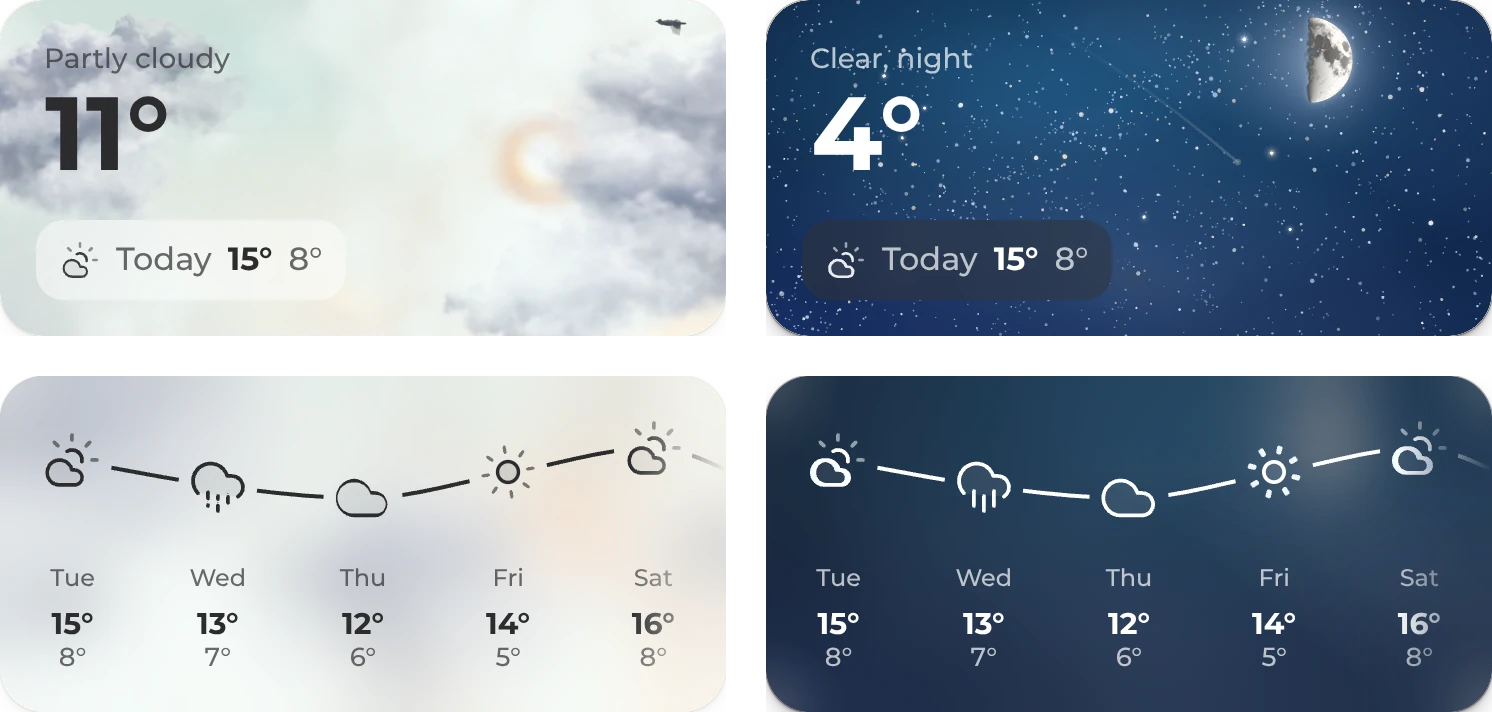 Partly cloudy
11°
Today 15° 8°
Clear, night
4°
Today 15° 8°
Tue Wed Thu Fri Sat
15° 13° 12° 14° 16°
8° 7° 6° 5° 8°
Tue Wed Thu Fri Sat
15° 13° 12° 14° 16°
8° 7° 6° 5° 8°